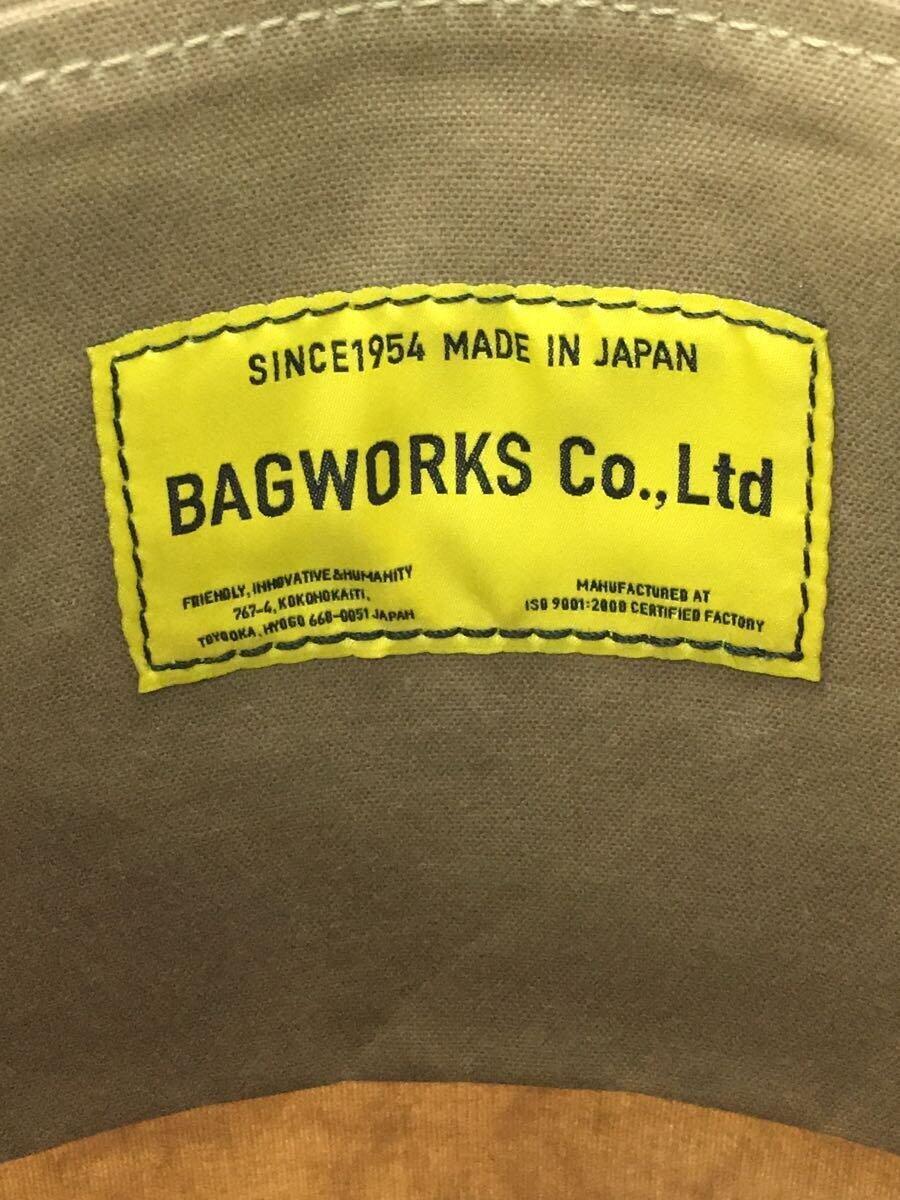 SINCE1954 MADE IN JAPAN
BAGWORKS Co.,Ltd
FRIENDLY, INNOVATIVE&HUMANITY
767-4, KOKONOKAITI,
TOYOOKA, HYOGO 668-0051 JAPAN
MANUFACTURED AT
ISO 9001:2000 CERTIFIED FACTORY